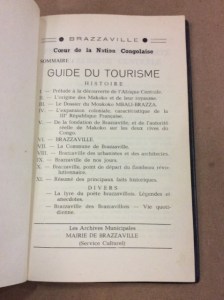 BRAZZAVILLE
Cœur de la Nation Congolaise
SOMMAIRE :
GUIDE DU TOURISME
HISTOIRE
I. — Prélude à la découverte de l'Afrique Centrale.
II. — L'origine des Makoko et de leur royaume.
III. — Le Dossier du Moukoko MBALI-BRAZZA.
IV. — L'expansion coloniale, caractéristique de la
IIIe République Française.
V. — De la fondation de Brazzaville, et de l'autorité
réelle de Makoko sur les deux rives du
Congo.
VI. — BRAZZAVILLE.
VII. — La Commune de Brazzaville.
VIII. — Brazzaville des urbanistes et des architectes.
IX. — Brazzaville de nos jours.
X. — Brazzaville, point de départ du flambeau révo-
lutionnaire.
XI. — Résumé des principaux faits historiques.
DIVERS
— La lyre du poète Brazzavillois. Légendes et
anecdotes.
— Brazzaville des Brazzavillois — Vie quoti-
dienne.
Les Archives Municipales
MAIRIE DE BRAZZAVILLE
(Service Culturel)